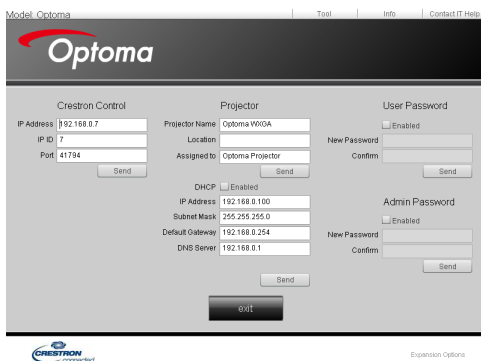 Model: Optoma
Tool
Info
Contact IT Help
Optoma
Crestron Control
IP Address 192.168.0.7
IP ID 7
Port 41794
Send
Projector
Projector Name Optoma WXGA
Location
Assigned to Optoma Projector
Send
DHCP Enabled
IP Address 192.168.0.100
Subnet Mask 255.255.255.0
Default Gateway 192.168.0.254
DNS Server 192.168.0.1
Send
User Password
Enabled
New Password
Confirm
Send
Admin Password
Enabled
New Password
Confirm
Send
exit
CRESTRON
connected
Expansion Options